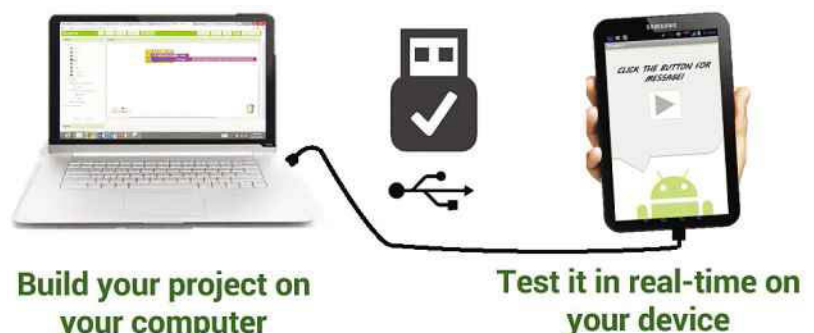 SAMSUNG
CLICK THE BUTTON FOR
MESSAGE!
Build your project on
your computer
Test it in real-time on
your device